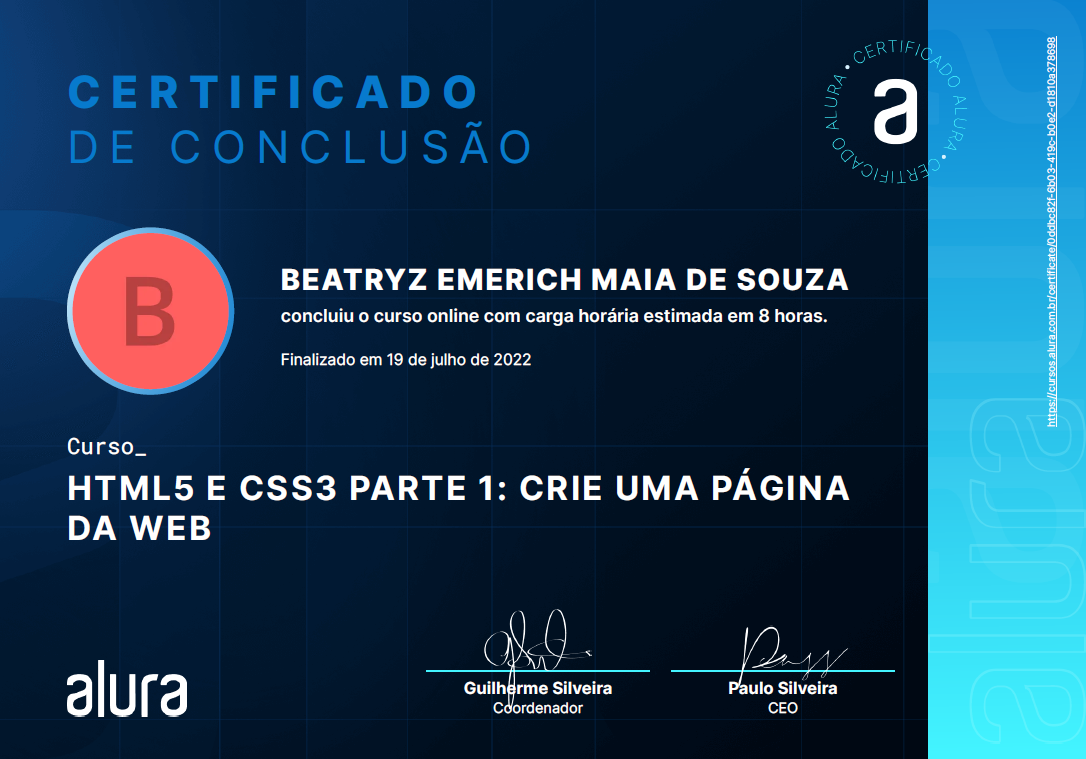 CERTIFICADO
DE CONCLUSÃO
CERTIFICADO ALURA • CERTIFICADO ALURA •
a
https://cursos.alura.com.br/certificate/0ddbc82f-6b03-419c-b0e2-d1810a378698
B
BEATRYZ EMERICH MAIA DE SOUZA
concluiu o curso online com carga horária estimada em 8 horas.
Finalizado em 19 de julho de 2022
Curso_
HTML5 E CSS3 PARTE 1: CRIE UMA PÁGINA
DA WEB
alura
Guilherme Silveira
Coordenador
Paulo Silveira
CEO
alura